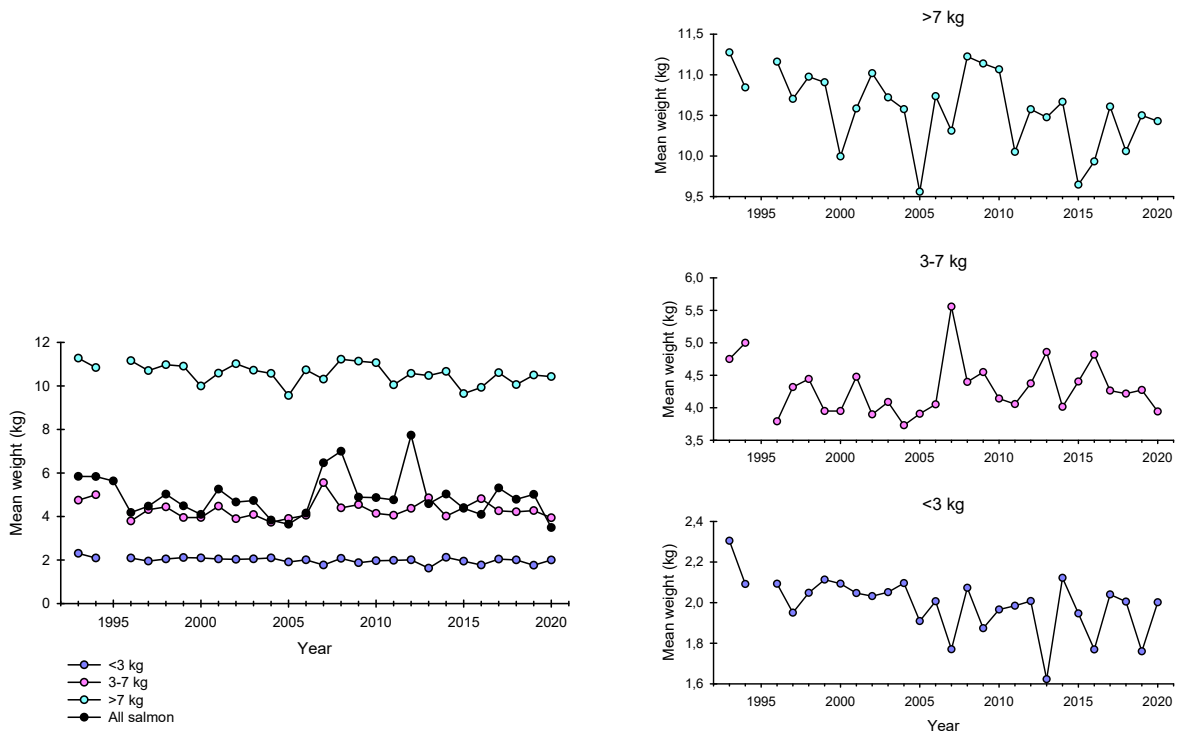 12
10
8
6
4
2
0
Mean weight (kg)
1995 2000 2005 2010 2015 2020
Year
<3 kg
3-7 kg
>7 kg
All salmon
>7 kg
11,5
11,0
10,5
10,0
9,5
Mean weight (kg)
1995 2000 2005 2010 2015 2020
3-7 kg
6,0
5,5
5,0
4,5
4,0
3,5
Mean weight (kg)
1995 2000 2005 2010 2015 2020
<3 kg
2,4
2,2
2,0
1,8
1,6
Mean weight (kg)
1995 2000 2005 2010 2015 2020
Year